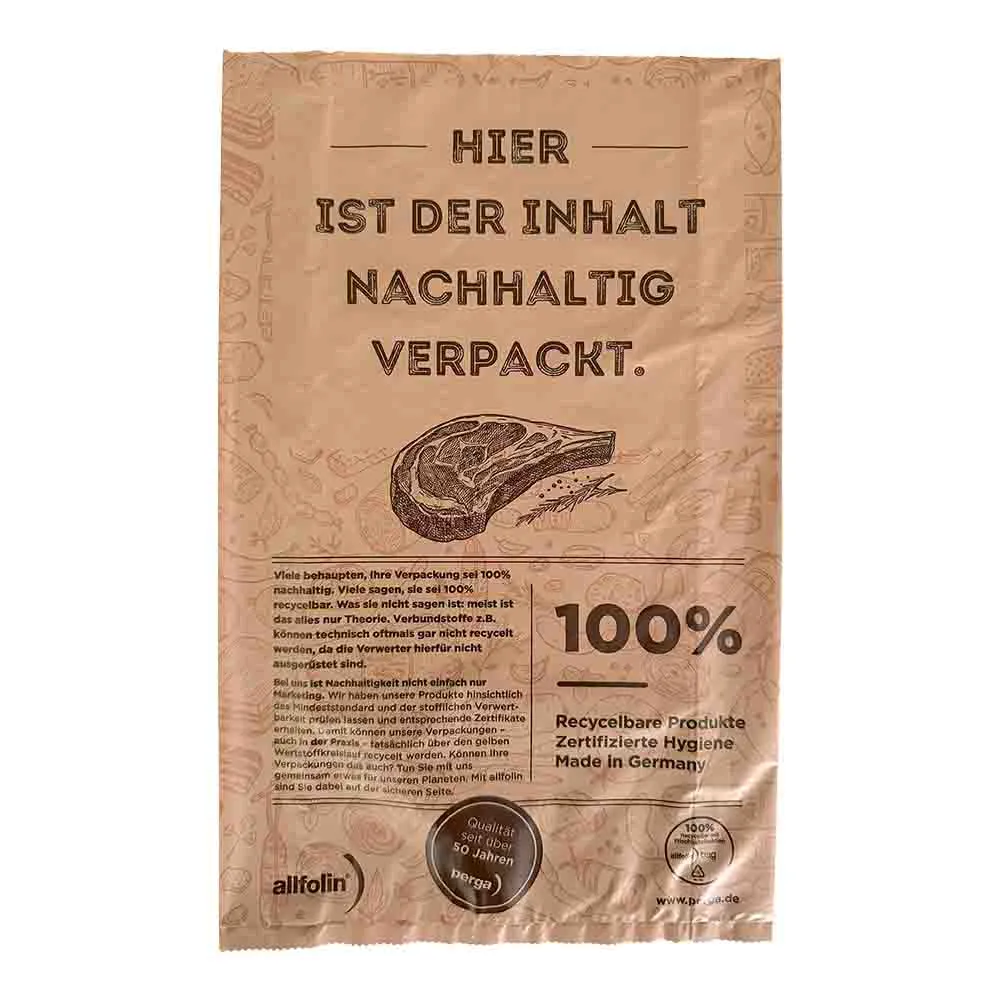 HIER
IST DER INHALT
NACHHALTIG
VERPACKT.
Viele behaupten, Ihre Verpackung sei 100%
nachhaltig. Viele sagen, sie sei 100%
recycelbar. Was sie nicht sagen ist: meist ist
das alles nur Theorie. Verbundstoffe z.B.
können technisch oftmals gar nicht recycelt
werden, da die Verwerter hierfür nicht
ausgerüstet sind.
Bei uns ist Nachhaltigkeit nicht einfach nur
Marketing. Wir haben unsere Produkte hinsichtlich
das Mindeststandard und der stofflichen Verwert-
barkeit prüfen lassen und entsprechende Zertifikate
erhalten. Damit können unsere Verpackungen –
auch in der Praxis – tatsächlich über den gelben
Wertstoffkreislauf recycelt werden. Können Ihre
Verpackungen das auch? Tun Sie mit uns
gemeinsam etwas für unseren Planeten. Mit allfolin
sind Sie dabei auf der sicheren Seite.
100%
Recycelbare Produkte
Zertifizierte Hygiene
Made in Germany
allfolin®
Qualität
seit über
50 Jahren
perga
100%
allfolin bag
www.perga.de